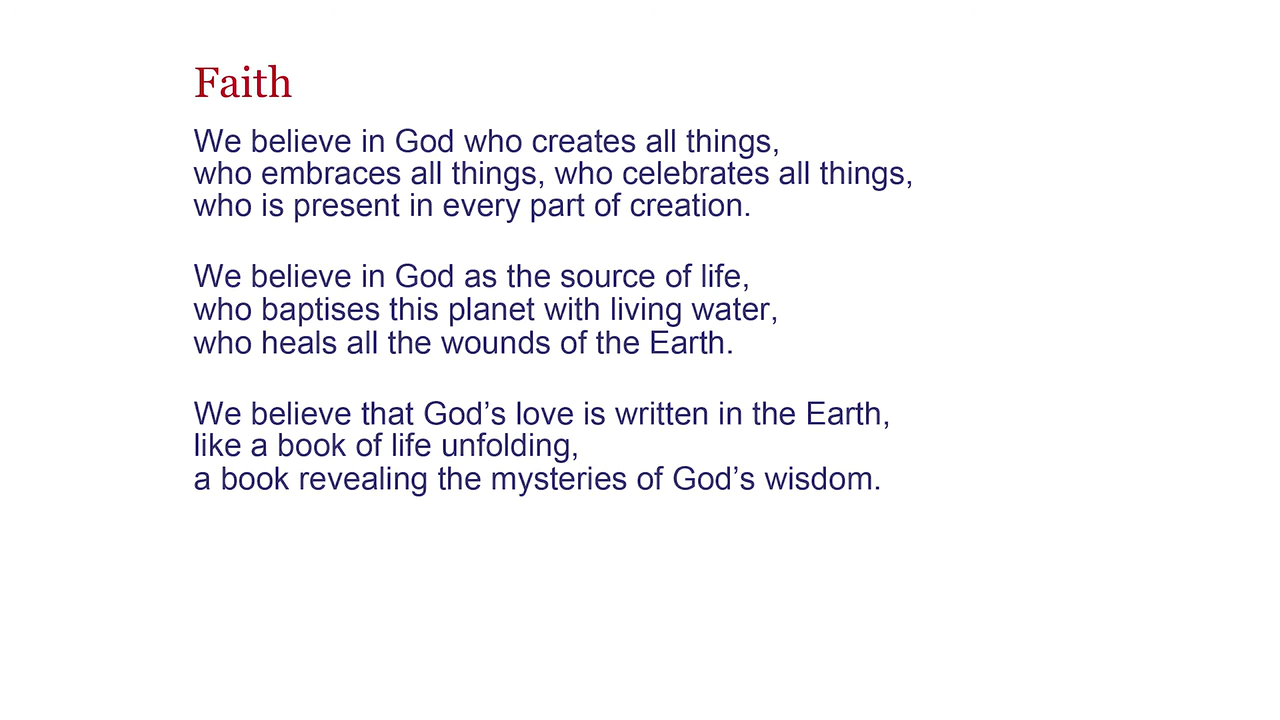 Faith
We believe in God who creates all things,
who embraces all things, who celebrates all things,
who is present in every part of creation.
We believe in God as the source of life,
who baptises this planet with living water,
who heals all the wounds of the Earth.
We believe that God’s love is written in the Earth,
like a book of life unfolding,
a book revealing the mysteries of God’s wisdom.